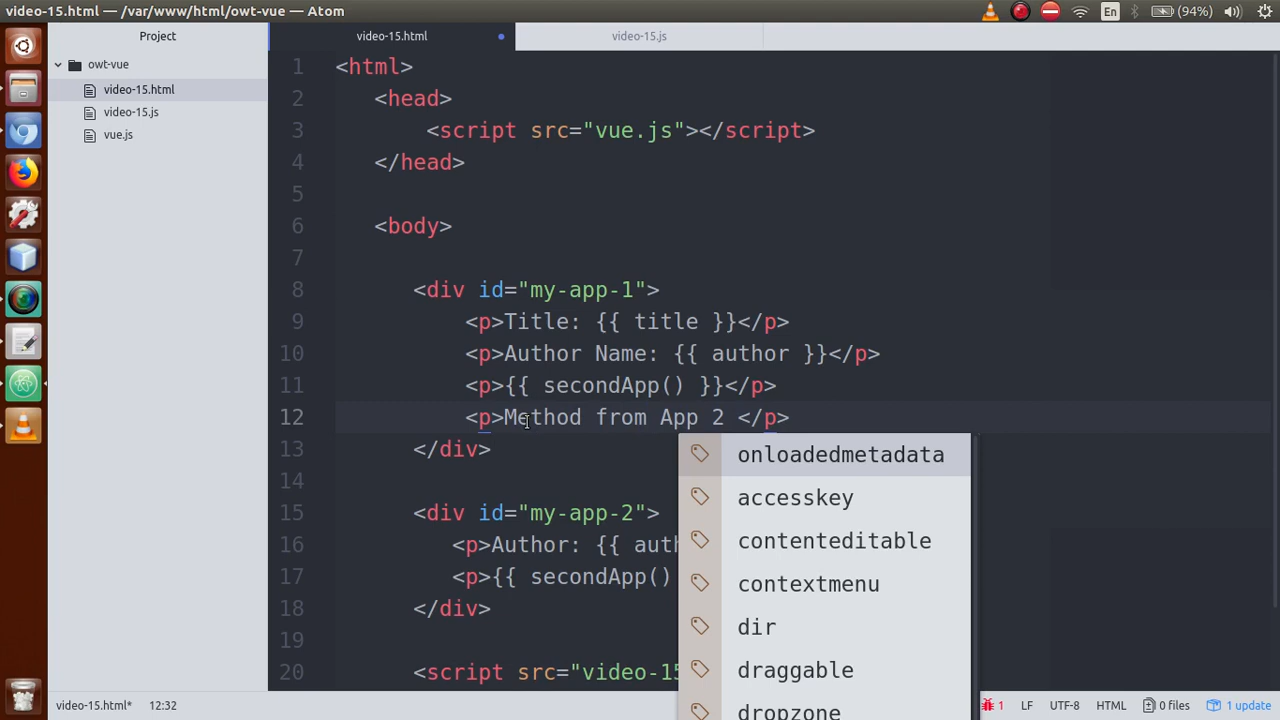 video-15.html — /var/www/html/owt-vue — Atom
En
(94%)
Project
video-15.html
video-15.js
owt-vue
video-15.html
video-15.js
vue.js
1 <html>
2 <head>
3 <script src="vue.js"></script>
4 </head>
5
6 <body>
7
8 <div id="my-app-1">
9 <p>Title: {{ title }}</p>
10 <p>Author Name: {{ author }}</p>
11 <p>{{ secondApp() }}</p>
12 <p>Method from App 2 </p>
13 </div>
14
15 <div id="my-app-2">
16 <p>Author: {{ auth
17 <p>{{ secondApp()
18 </div>
19
20 <script src="video-15
onloadedmetadata
accesskey
contenteditable
contextmenu
dir
draggable
dropzone
video-15.html* 12:32
1 LF UTF-8 HTML 0 files 1 update